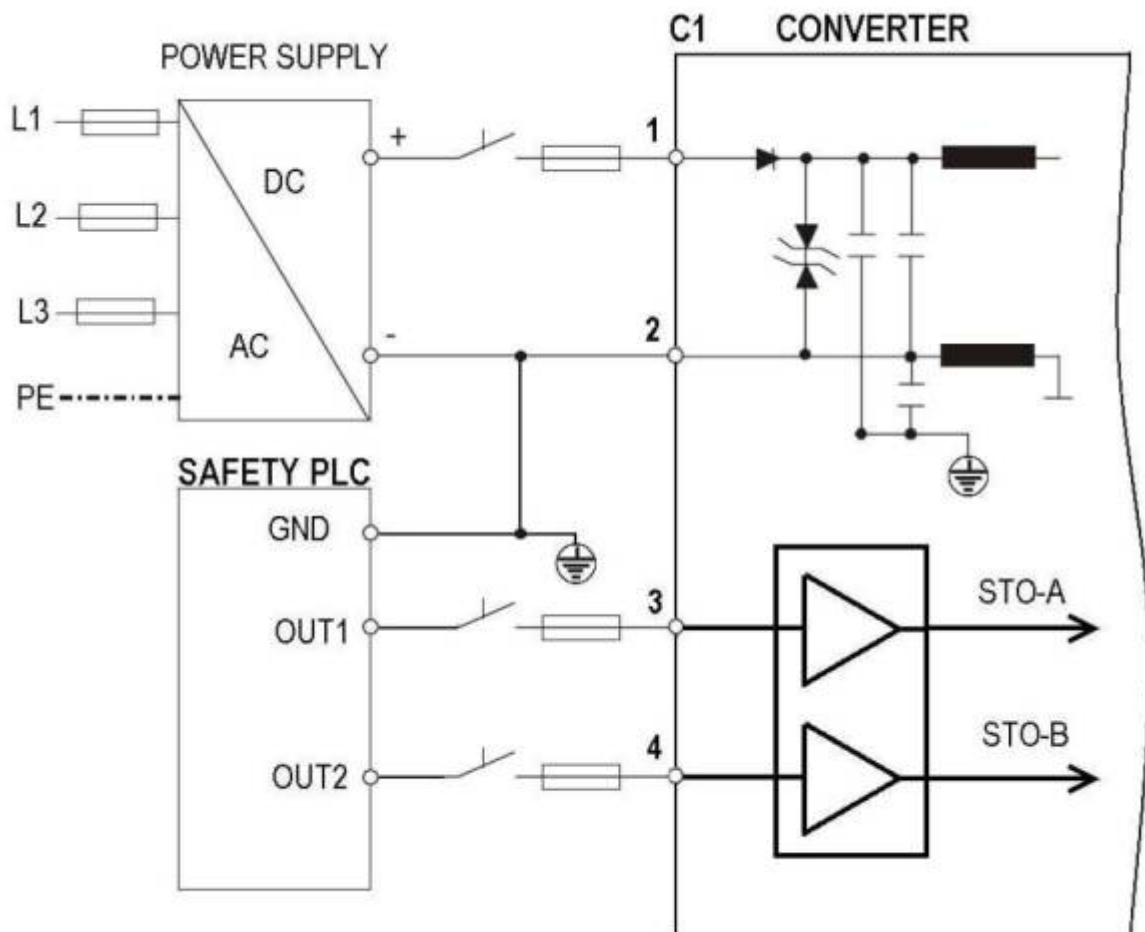 C1 CONVERTER
POWER SUPPLY
L1
+
1
DC
L2
L3
AC
-
2
PE
SAFETY PLC
GND
OUT1
3
STO-A
OUT2
4
STO-B